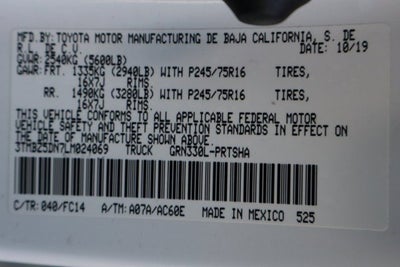 MFD.BY: TOYOTA MOTOR MANUFACTURING DE BAJA CALIFORNIA, S. DE
R.L. DE C.V. DATE: 10/19
GVWR: 2540KG (5600LB)
GAWR: FRT. 1335KG (2940LB) WITH P245/75R16 TIRES,
16X7J RIMS.
RR. 1490KG (3280LB) WITH P245/75R16 TIRES,
16X7J RIMS.
THIS VEHICLE CONFORMS TO ALL APPLICABLE FEDERAL MOTOR
VEHICLE SAFETY AND THEFT PREVENTION STANDARDS IN EFFECT ON
THE DATE OF MANUFACTURE SHOWN ABOVE.
3TMBZ5DN7LM024069 TRUCK GRN330L-PRTSHA
C/TR: 040/FC14 A/TM: A07A/AC60E MADE IN MEXICO 525